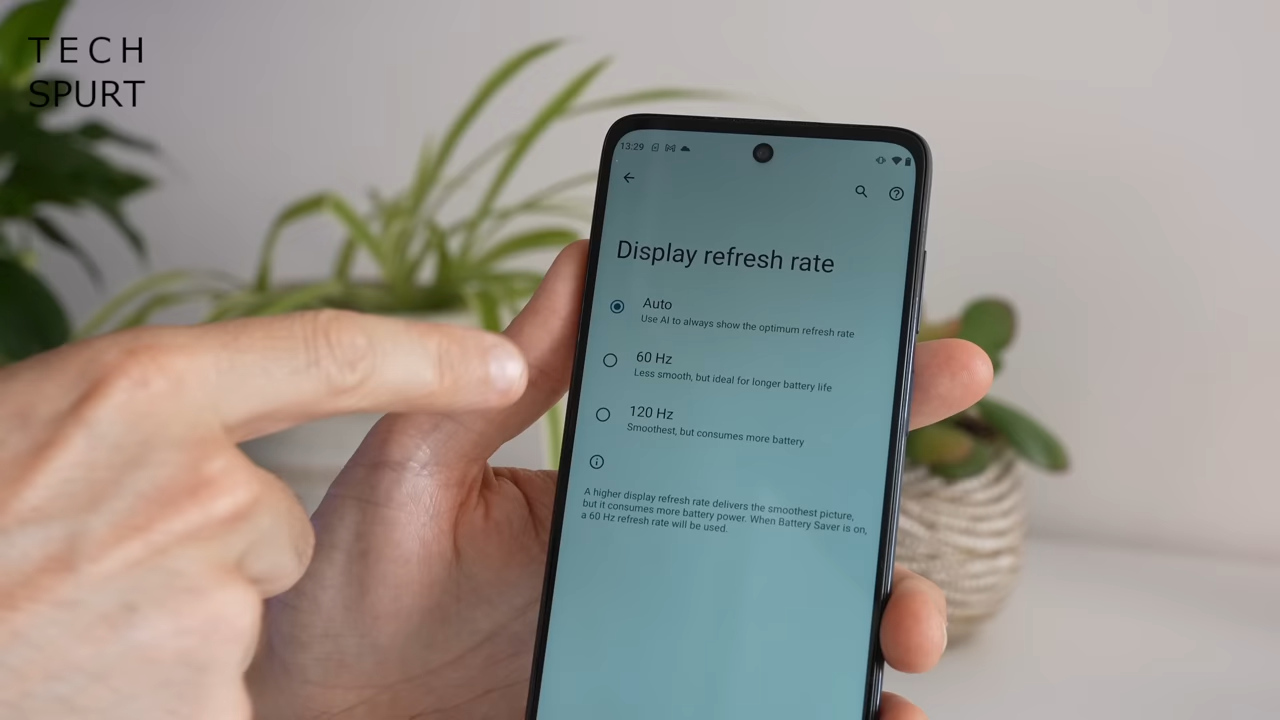 TECH
SPURT
13:29
Display refresh rate
Auto
Use AI to always show the optimum refresh rate
60 Hz
Less smooth, but ideal for longer battery life
120 Hz
Smoothest, but consumes more battery
A higher display refresh rate delivers the smoothest picture,
but it consumes more battery power. When Battery Saver is on,
a 60 Hz refresh rate will be used.